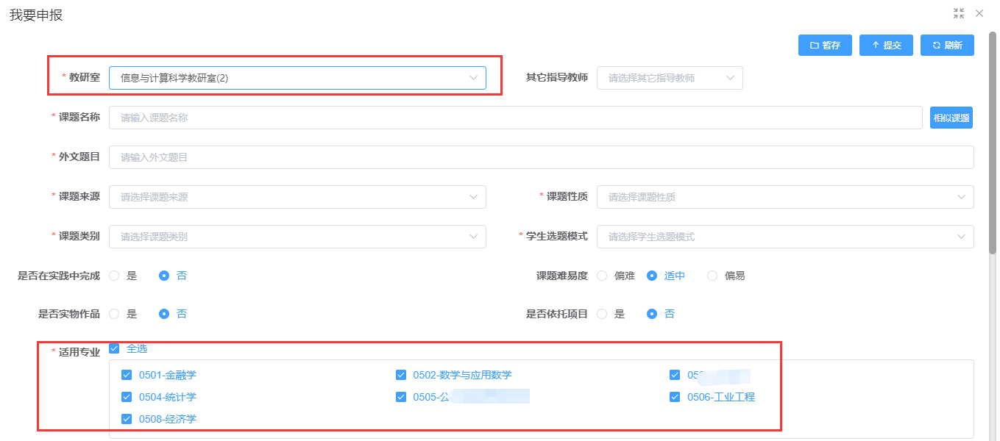 我要申报
暂存 提交 刷新
* 教研室 信息与计算科学教研室(2) 其它指导教师 请选择其它指导教师
* 课题名称 请输入课题名称 相似课题
* 外文题目 请输入外文题目
* 课题来源 请选择课题来源 * 课题性质 请选择课题性质
* 课题类别 请选择课题类别 * 学生选题模式 请选择学生选题模式
是否在实践中完成 是 否 课题难易度 偏难 适中 偏易
是否实物作品 是 否 是否依托项目 是 否
* 适用专业 全选
0501-金融学 0502-数学与应用数学
0504-统计学 0505-公 0506-工业工程
0508-经济学